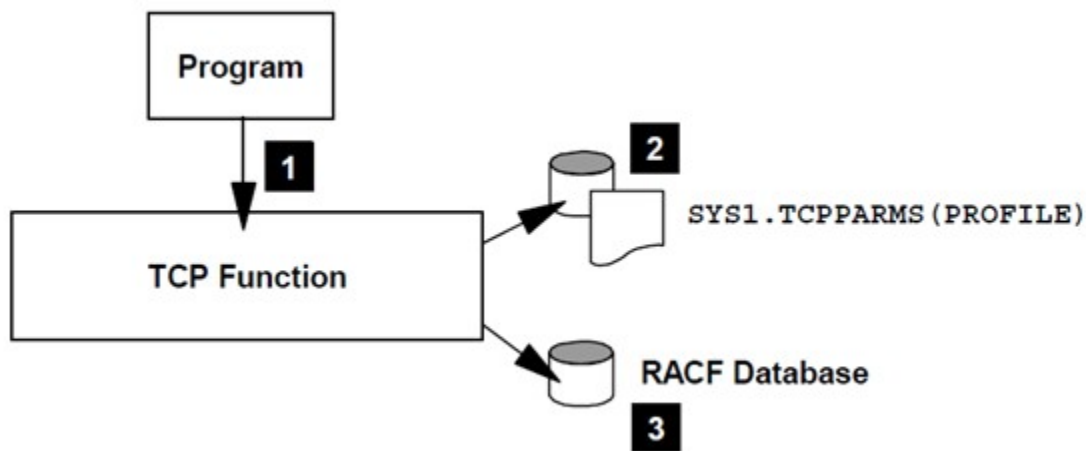 Program
1
2
SYS1.TCPPARMS(PROFILE)
TCP Function
RACF Database
3